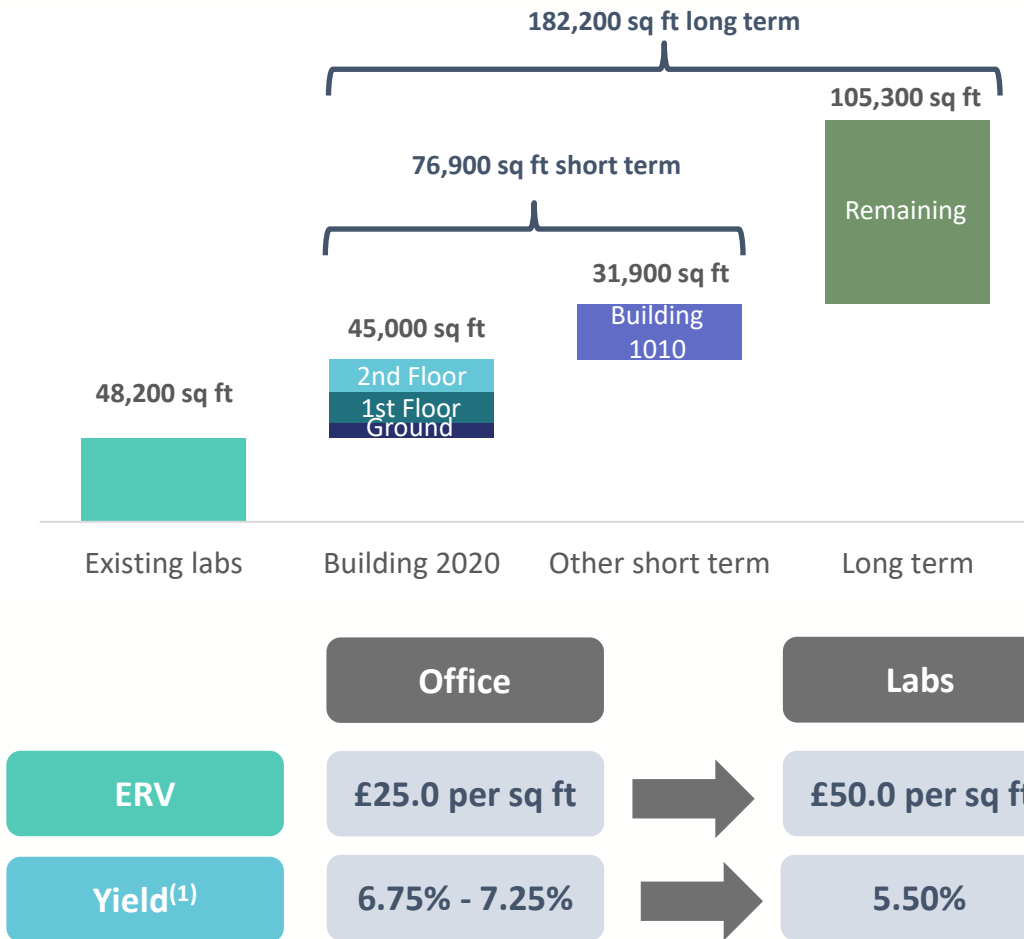 182,200 sq ft long term
105,300 sq ft
76,900 sq ft short term
Remaining
31,900 sq ft
Building
1010
45,000 sq ft
2nd Floor
1st Floor
Ground
48,200 sq ft
Existing labs
Building 2020
Other short term
Long term
Office
Labs
ERV
£25.0 per sq ft
£50.0 per sq ft
Yield(1)
6.75% - 7.25%
5.50%